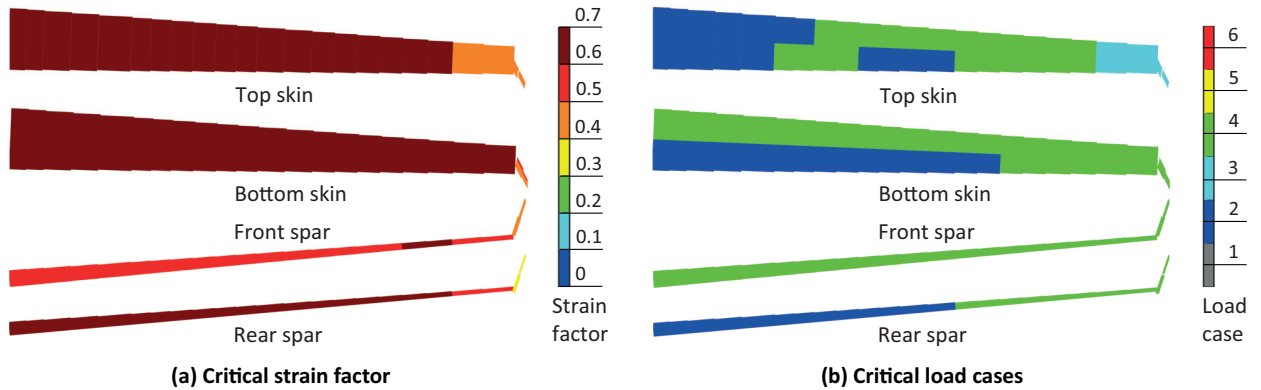 Top skin
Bottom skin
Front spar
Rear spar
0.7
0.6
0.5
0.4
0.3
0.2
0.1
0
Strain
factor
(a) Critical strain factor
Top skin
Bottom skin
Front spar
Rear spar
6
5
4
3
2
1
Load
case
(b) Critical load cases